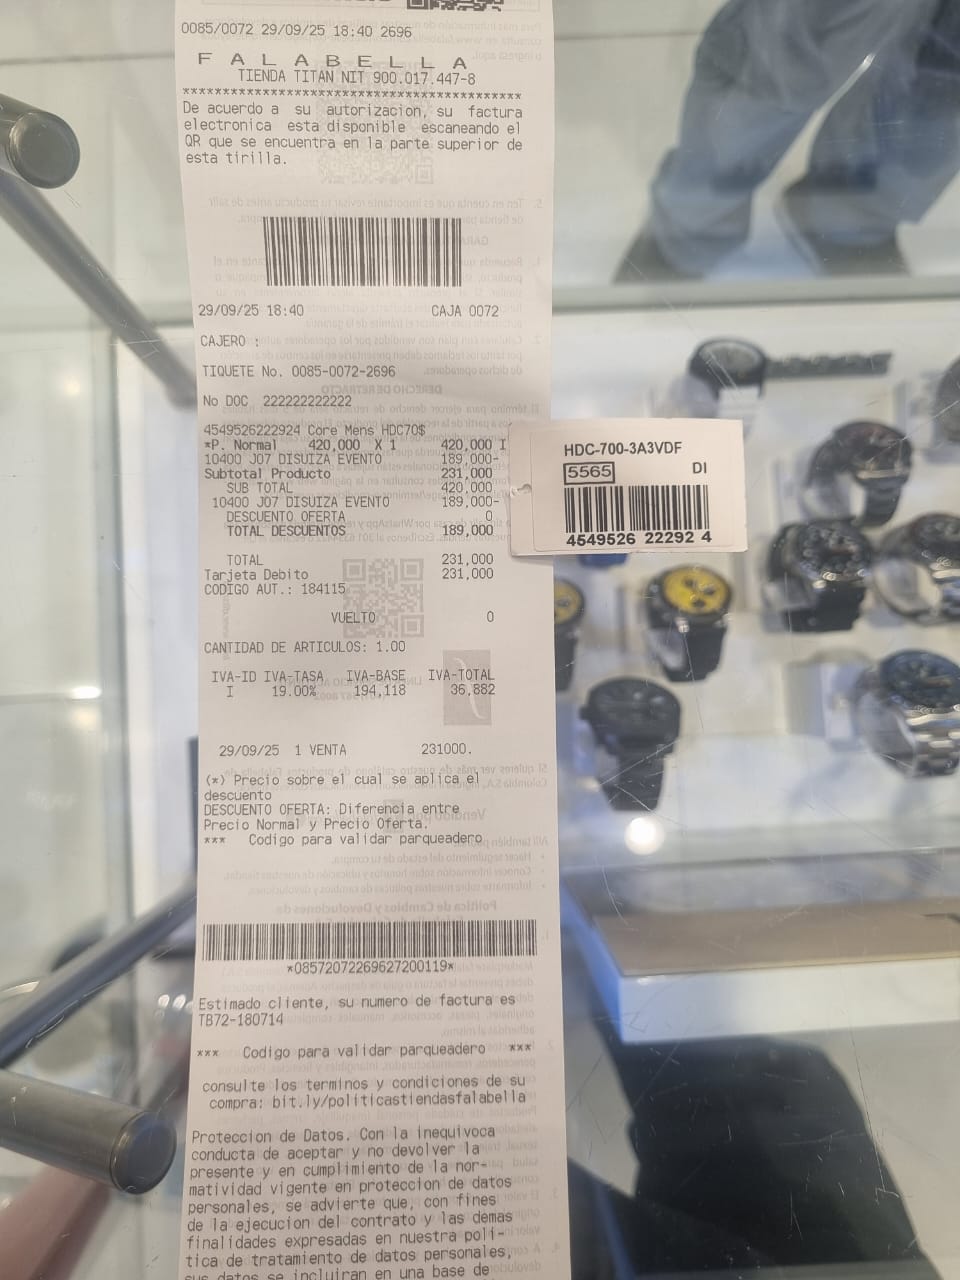 0085/0072 29/09/25 18:40 2696
F A L A B E L L A
TIENDA TITAN NIT 900.017.447-8
******************************************
De acuerdo a su autorizacion, su factura
electronica esta disponible escaneando el
QR que se encuentra en la parte superior de
esta tirilla.
29/09/25 18:40 CAJA 0072
CAJERO :
TIQUETE No. 0085-0072-2696
No DOC 222222222222
4549526222924 Core Mens HDC70$
*P. Normal 420,000 X 1 420,000 I
10400 J07 DISUIZA EVENTO 189,000-
Subtotal Producto 231,000
SUB TOTAL 420,000
10400 J07 DISUIZA EVENTO 189,000-
DESCUENTO OFERTA 0
TOTAL DESCUENTOS 189,000
TOTAL 231,000
Tarjeta Debito 231,000
CODIGO AUT.: 184115
VUELTO 0
CANTIDAD DE ARTICULOS: 1.00
IVA-ID IVA-TASA IVA-BASE IVA-TOTAL
I 19.00% 194,118 36,882
29/09/25 1 VENTA 231000.
(*) Precio sobre el cual se aplica el
descuento
DESCUENTO OFERTA: Diferencia entre
Precio Normal y Precio Oferta.
*** Codigo para validar parqueadero
*08572072269627200119*
Estimado cliente, su numero de factura es
TB72-180714
*** Codigo para validar parqueadero ***
consulte los terminos y condiciones de su
compra: bit.ly/politicastiendasfalabella
Proteccion de Datos. Con la inequivoca
conducta de aceptar y no devolver la
presente y en cumplimiento de la nor-
matividad vigente en proteccion de datos
personales, se advierte que, con fines
de la ejecucion del contrato y las demas
finalidades expresadas en nuestra poli-
tica de tratamiento de datos personales,
sus datos se incluiran en una base de
HDC-700-3A3VDF
5565 DI
4549526 22292 4